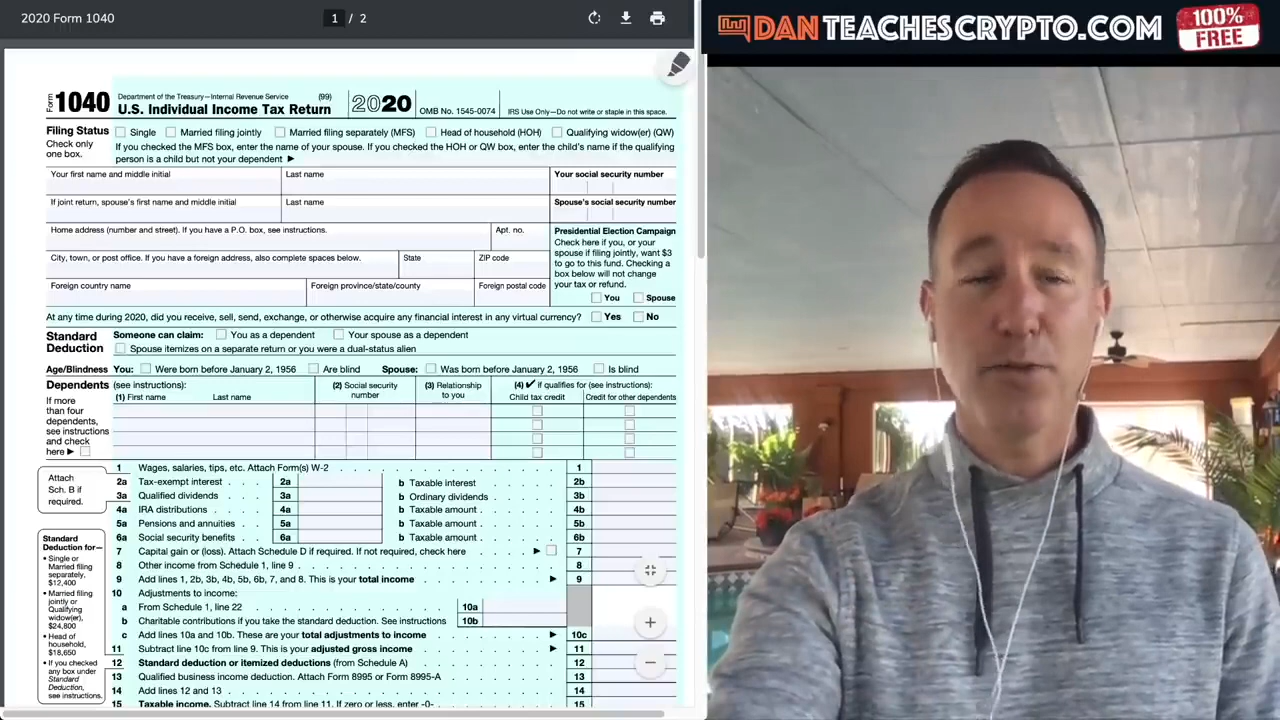 2020 Form 1040
1 / 2
DANTEACHESCRYPTO.COM
100%
FREE
Form 1040
Department of the Treasury—Internal Revenue Service (99)
U.S. Individual Income Tax Return
2020
OMB No. 1545-0074
IRS Use Only—Do not write or staple in this space.
Filing Status
Check only
one box.
Single Married filing jointly Married filing separately (MFS) Head of household (HOH) Qualifying widow(er) (QW)
If you checked the MFS box, enter the name of your spouse. If you checked the HOH or QW box, enter the child's name if the qualifying
person is a child but not your dependent ▶
Your first name and middle initial
Last name
Your social security number
If joint return, spouse's first name and middle initial
Last name
Spouse's social security number
Home address (number and street). If you have a P.O. box, see instructions.
Apt. no.
City, town, or post office. If you have a foreign address, also complete spaces below.
State
ZIP code
Foreign country name
Foreign province/state/county
Foreign postal code
Presidential Election Campaign
Check here if you, or your
spouse if filing jointly, want $3
to go to this fund. Checking a
box below will not change
your tax or refund.
You Spouse
At any time during 2020, did you receive, sell, send, exchange, or otherwise acquire any financial interest in any virtual currency? Yes No
Standard
Deduction
Someone can claim: You as a dependent Your spouse as a dependent
Spouse itemizes on a separate return or you were a dual-status alien
Age/Blindness You: Were born before January 2, 1956 Are blind Spouse: Was born before January 2, 1956 Is blind
Dependents (see instructions):
(1) First name Last name
(2) Social security
number
(3) Relationship
to you
(4) ✔ if qualifies for (see instructions):
Child tax credit Credit for other dependents
If more
than four
dependents,
see instructions
and check
here ▶
Attach
Sch. B if
required.
1 Wages, salaries, tips, etc. Attach Form(s) W-2 . . . . . . . . . . . . . . . 1
2a Tax-exempt interest . . . 2a b Taxable interest 2b
3a Qualified dividends . . . 3a b Ordinary dividends . . . . . 3b
4a IRA distributions . . . 4a b Taxable amount . . . . . . 4b
5a Pensions and annuities . . 5a b Taxable amount . . . . . . 5b
6a Social security benefits . . 6a b Taxable amount . . . . . . 6b
7 Capital gain or (loss). Attach Schedule D if required. If not required, check here ▶ 7
8 Other income from Schedule 1, line 9 . . . . . . . . . . . . . . . . . 8
9 Add lines 1, 2b, 3b, 4b, 5b, 6b, 7, and 8. This is your total income . . . . . . . . ▶ 9
10 Adjustments to income:
a From Schedule 1, line 22 . . . . . . . . . . . . 10a
b Charitable contributions if you take the standard deduction. See instructions 10b
c Add lines 10a and 10b. These are your total adjustments to income . . . . . . . . ▶ 10c
11 Subtract line 10c from line 9. This is your adjusted gross income . . . . . . . . . ▶ 11
12 Standard deduction or itemized deductions (from Schedule A) . . . . . . . . . . 12
13 Qualified business income deduction. Attach Form 8995 or Form 8995-A . . . . . . . 13
14 Add lines 12 and 13 . . . . . . . . . . . . . . . . . . . . . 14
15 Taxable income. Subtract line 14 from line 11. If zero or less, enter -0- . . . . . . . 15
Standard
Deduction for—
• Single or
Married filing
separately,
$12,400
• Married filing
jointly or
Qualifying
widow(er),
$24,800
• Head of
household,
$18,650
• If you checked
any box under
Standard
Deduction,
see instructions.